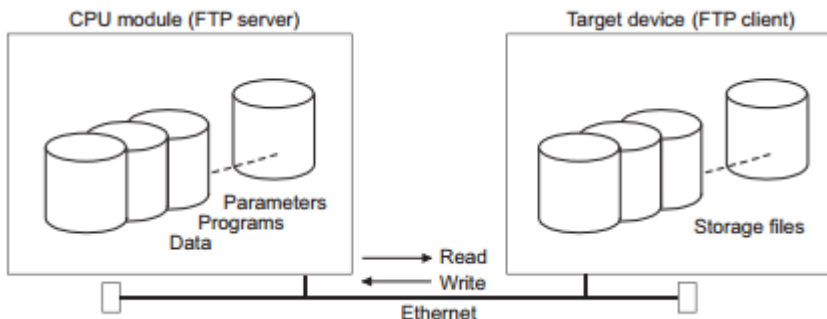 CPU module (FTP server)
Target device (FTP client)
Parameters
Programs
Data
Storage files
Read
Write
Ethernet